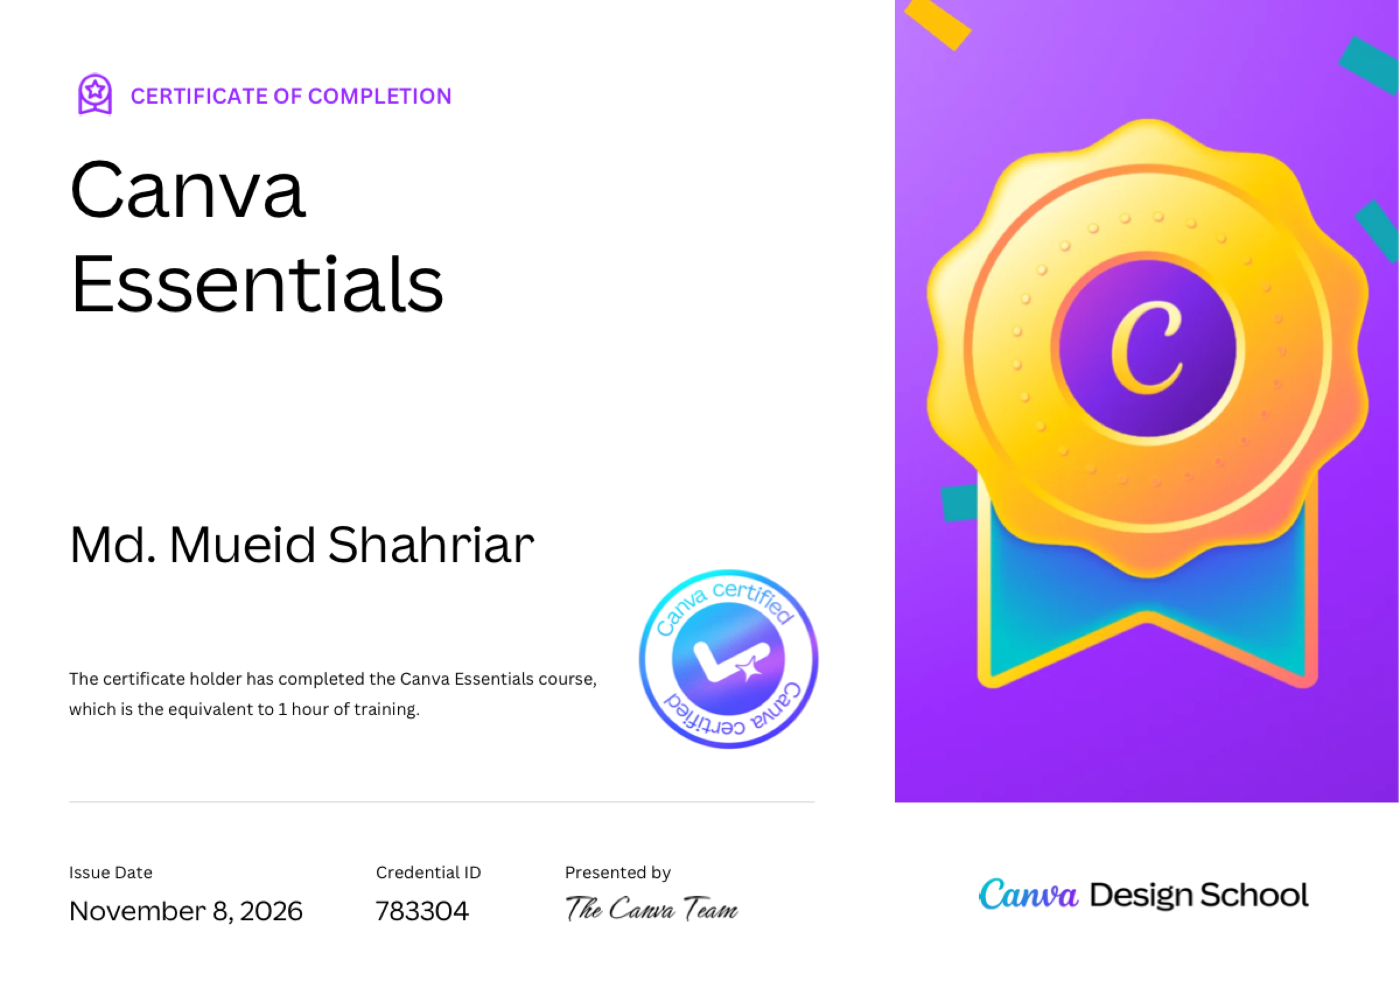 CERTIFICATE OF COMPLETION
Canva
Essentials
Md. Mueid Shahriar
The certificate holder has completed the Canva Essentials course,
which is the equivalent to 1 hour of training.
Canva certified
Canva certified
Issue Date
November 8, 2026
Credential ID
783304
Presented by
The Canva Team
C
Canva Design School